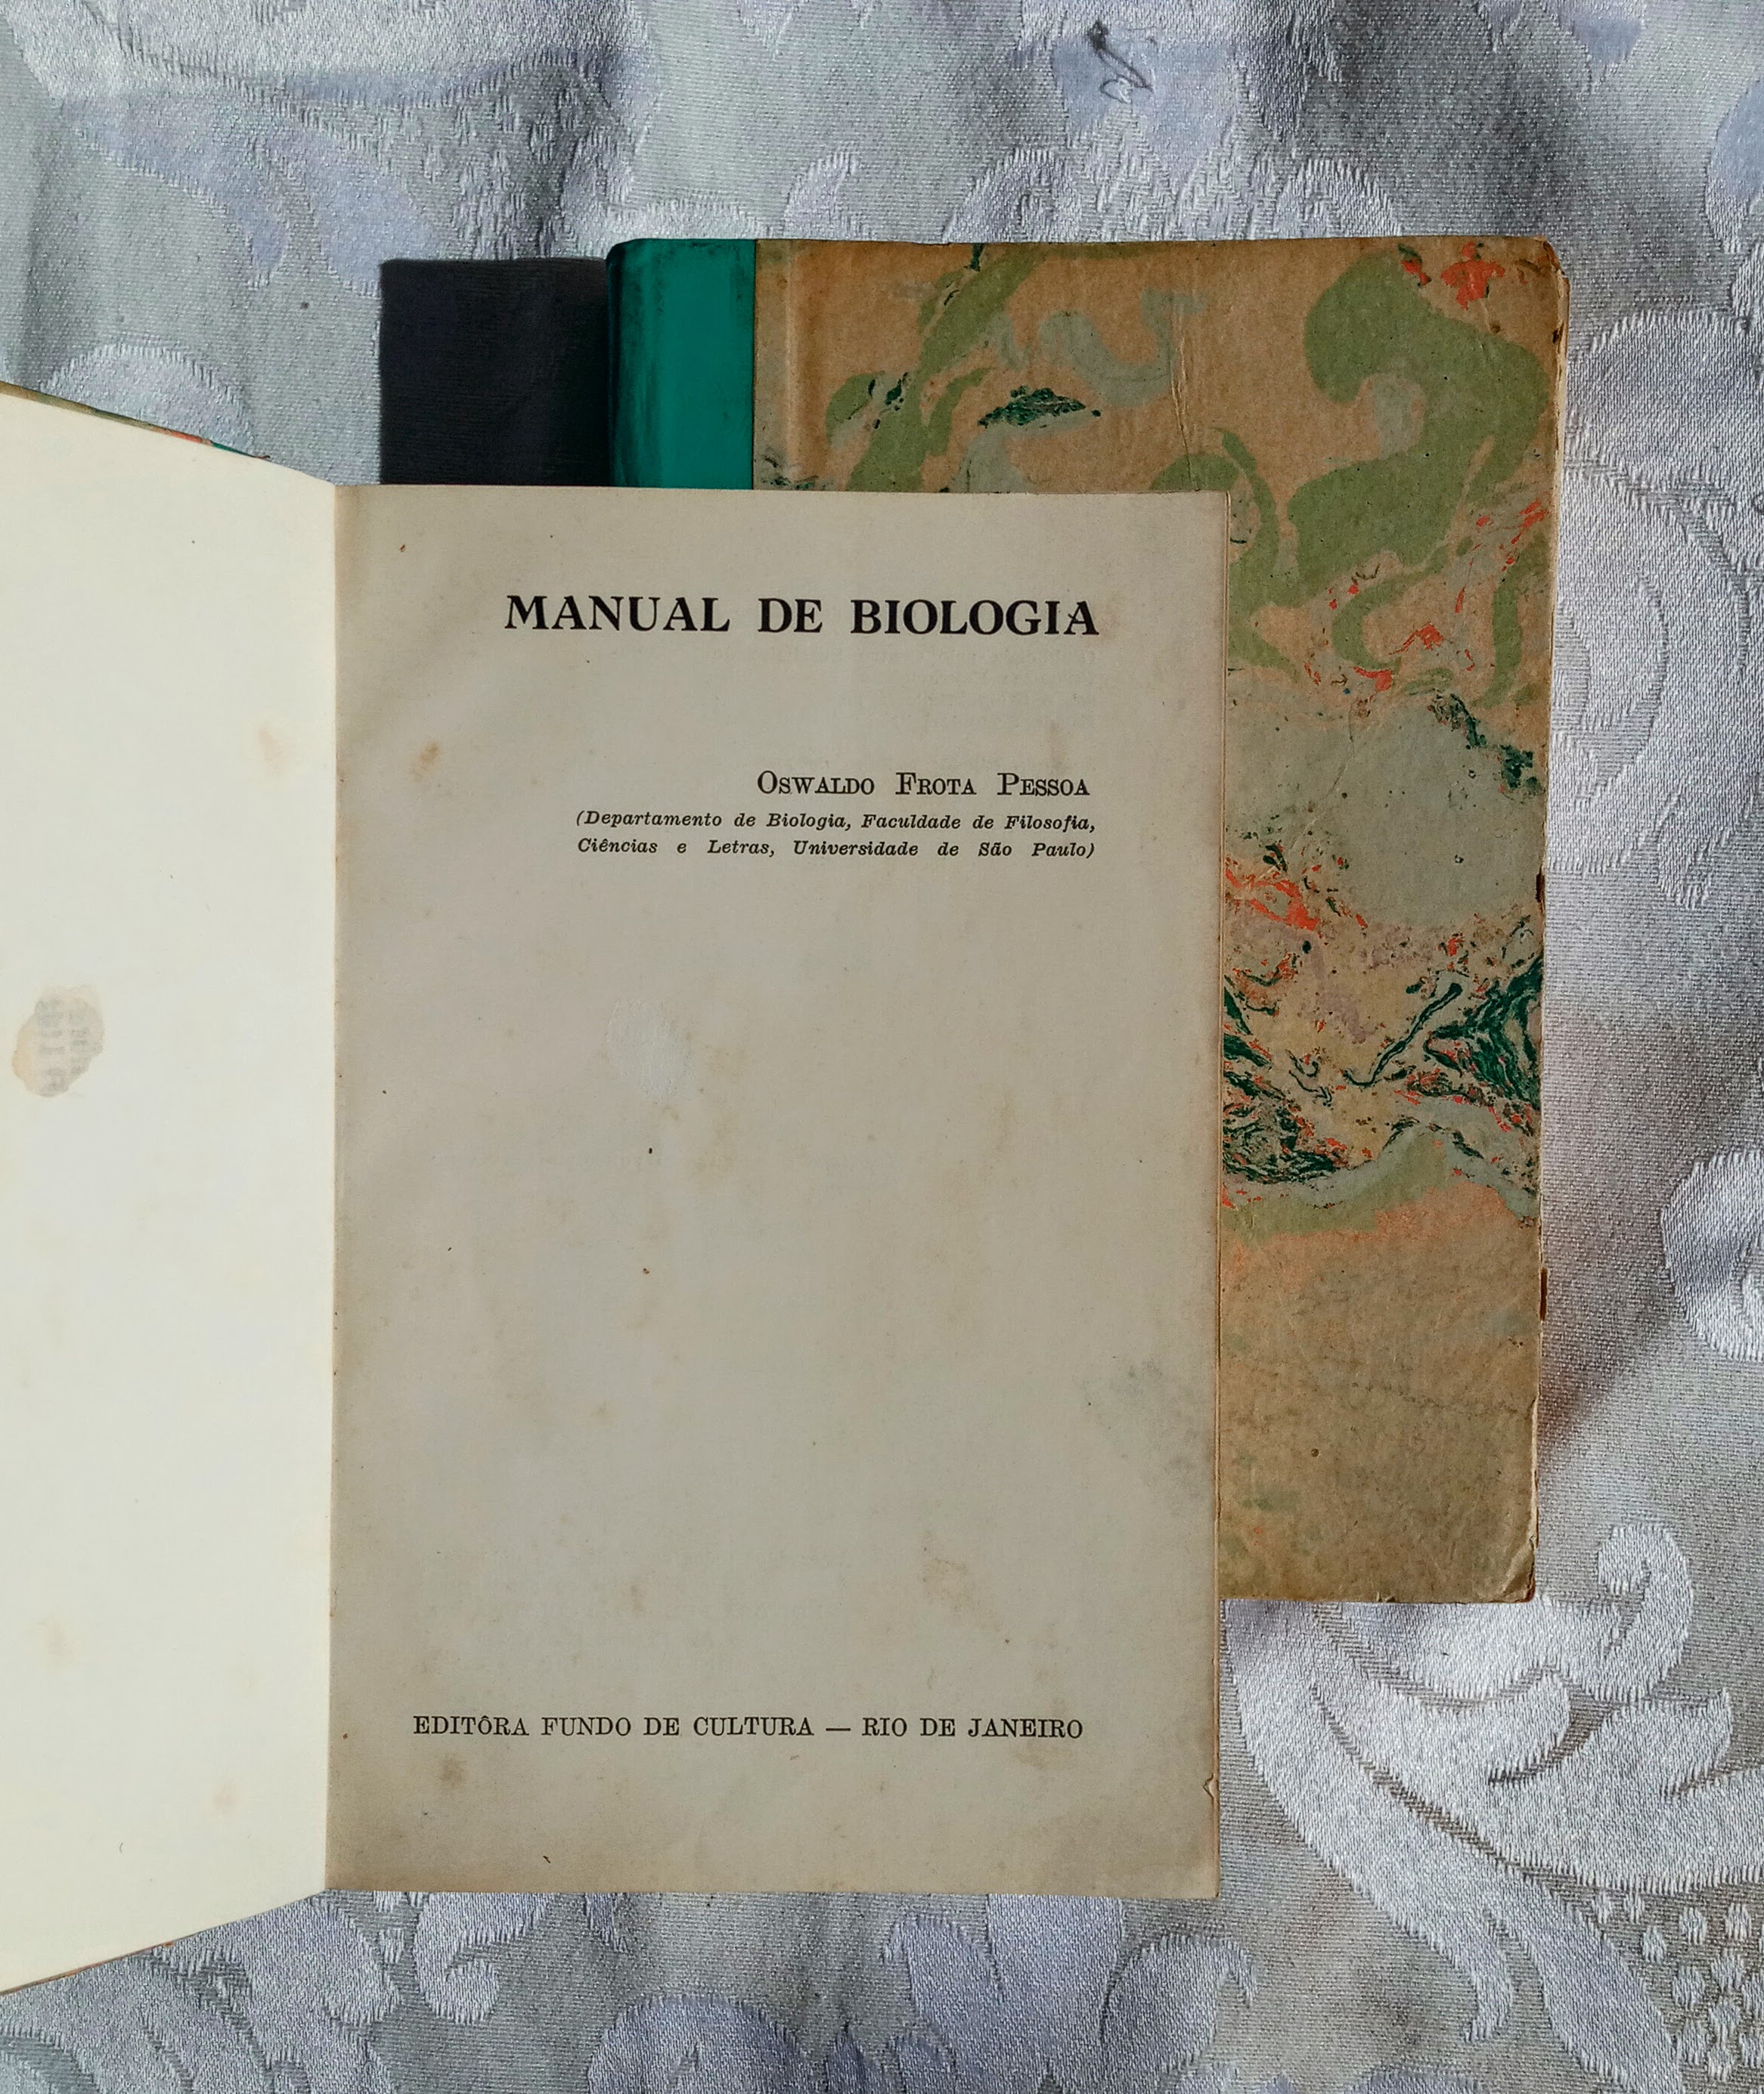 MANUAL DE BIOLOGIA
OSWALDO FROTA PESSOA
(Departamento de Biologia, Faculdade de Filosofia,
Ciências e Letras, Universidade de São Paulo)
EDITÔRA FUNDO DE CULTURA — RIO DE JANEIRO